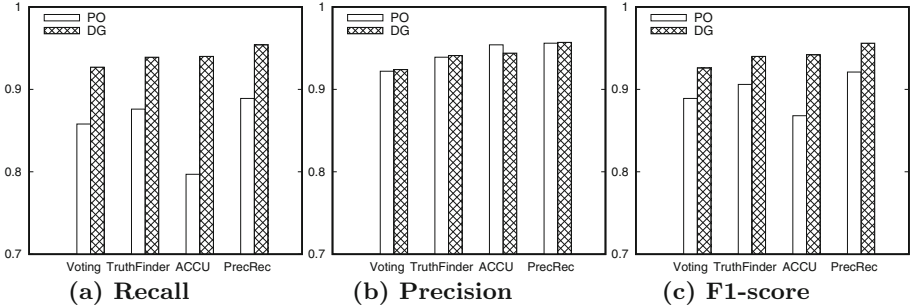 1
0.9
0.8
0.7
PO
DG
Voting TruthFinder ACCU PrecRec
(a) Recall
1
0.9
0.8
0.7
PO
DG
Voting TruthFinder ACCU PrecRec
(b) Precision
1
0.9
0.8
0.7
PO
DG
Voting TruthFinder ACCU PrecRec
(c) F1-score